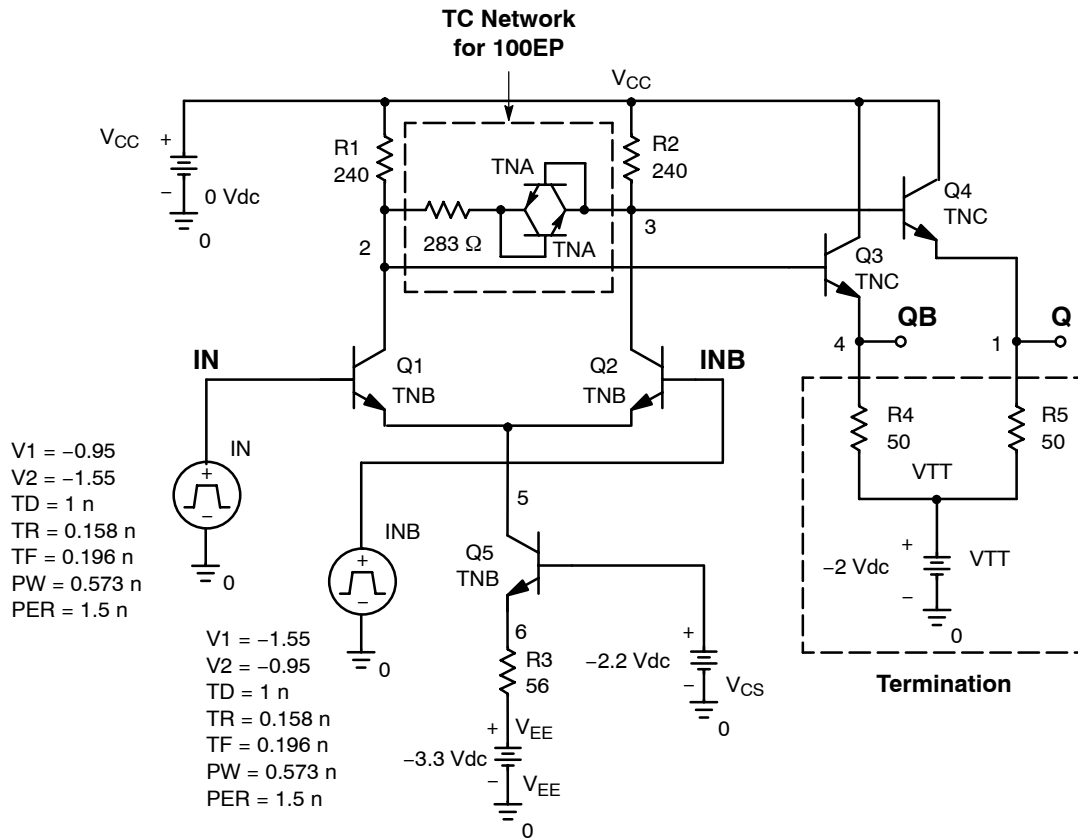 TC Network
for 100EP
VCC
VCC
+
−
0 Vdc
0
R1
240
TNA
283 Ω
TNA
R2
240
2
3
Q4
TNC
Q3
TNC
QB
Q
4
1
IN
Q1
TNB
Q2
TNB
INB
R4
50
R5
50
VTT
V1 = −0.95
V2 = −1.55
TD = 1 n
TR = 0.158 n
TF = 0.196 n
PW = 0.573 n
PER = 1.5 n
IN
+
−
0
5
INB
+
−
0
Q5
TNB
+
−2 Vdc
VTT
−
0
Termination
V1 = −1.55
V2 = −0.95
TD = 1 n
TR = 0.158 n
TF = 0.196 n
PW = 0.573 n
PER = 1.5 n
6
R3
56
+
−2.2 Vdc
−
VCS
0
+
VEE
−3.3 Vdc
−
VEE
0